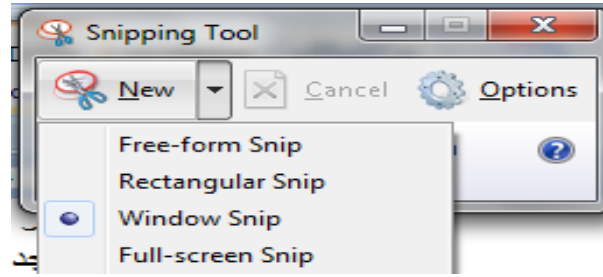 Snipping Tool
New Cancel Options
Free-form Snip
Rectangular Snip
Window Snip
Full-screen Snip